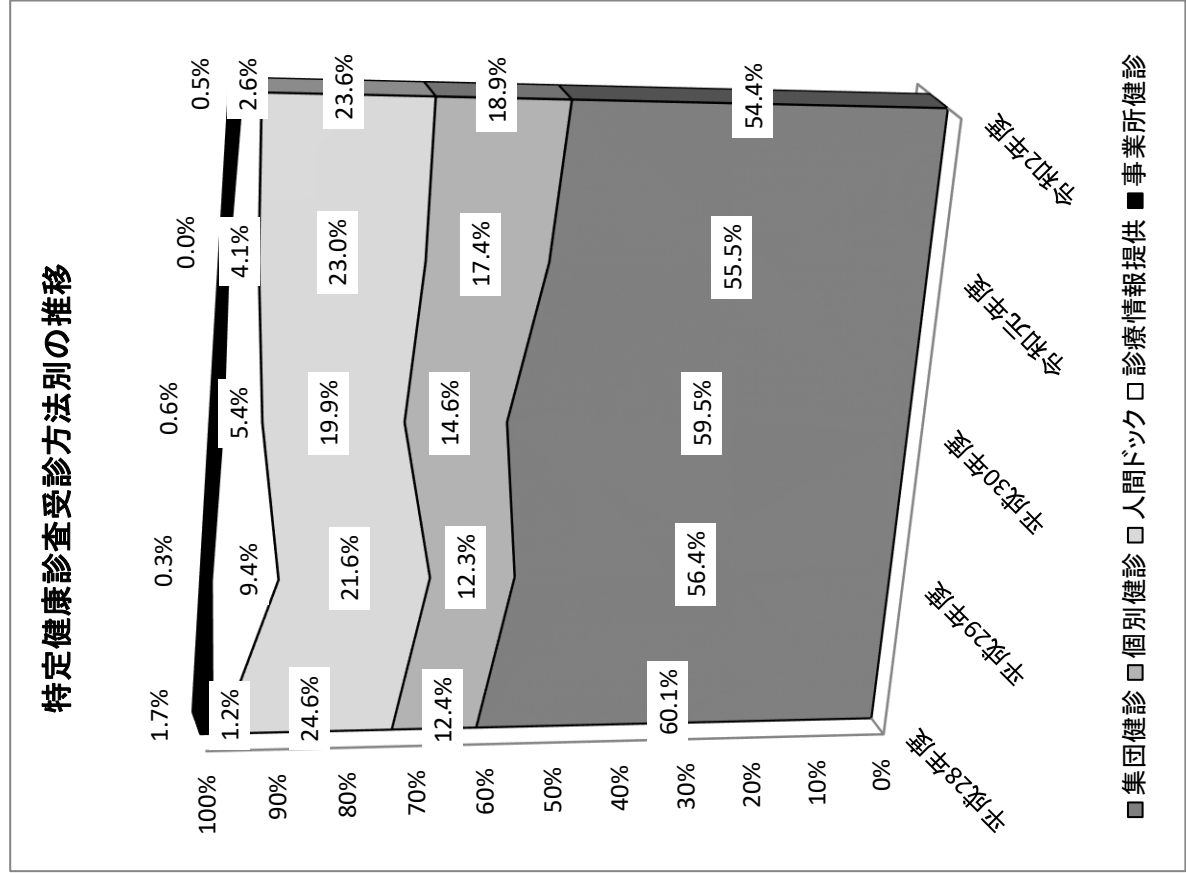 特定健康診査受診方法別の推移
1.7% 0.3% 0.6% 0.0% 0.5%
1.2% 9.4% 5.4% 4.1% 2.6%
24.6% 21.6% 19.9% 23.0% 23.6%
12.4% 12.3% 14.6% 17.4% 18.9%
60.1% 56.4% 59.5% 55.5% 54.4%
100%
90%
80%
70%
60%
50%
40%
30%
20%
10%
0%
平成28年度 平成29年度 平成30年度 令和元年度 令和2年度
集団健診 個別健診 人間ドック 診療情報提供 事業所健診